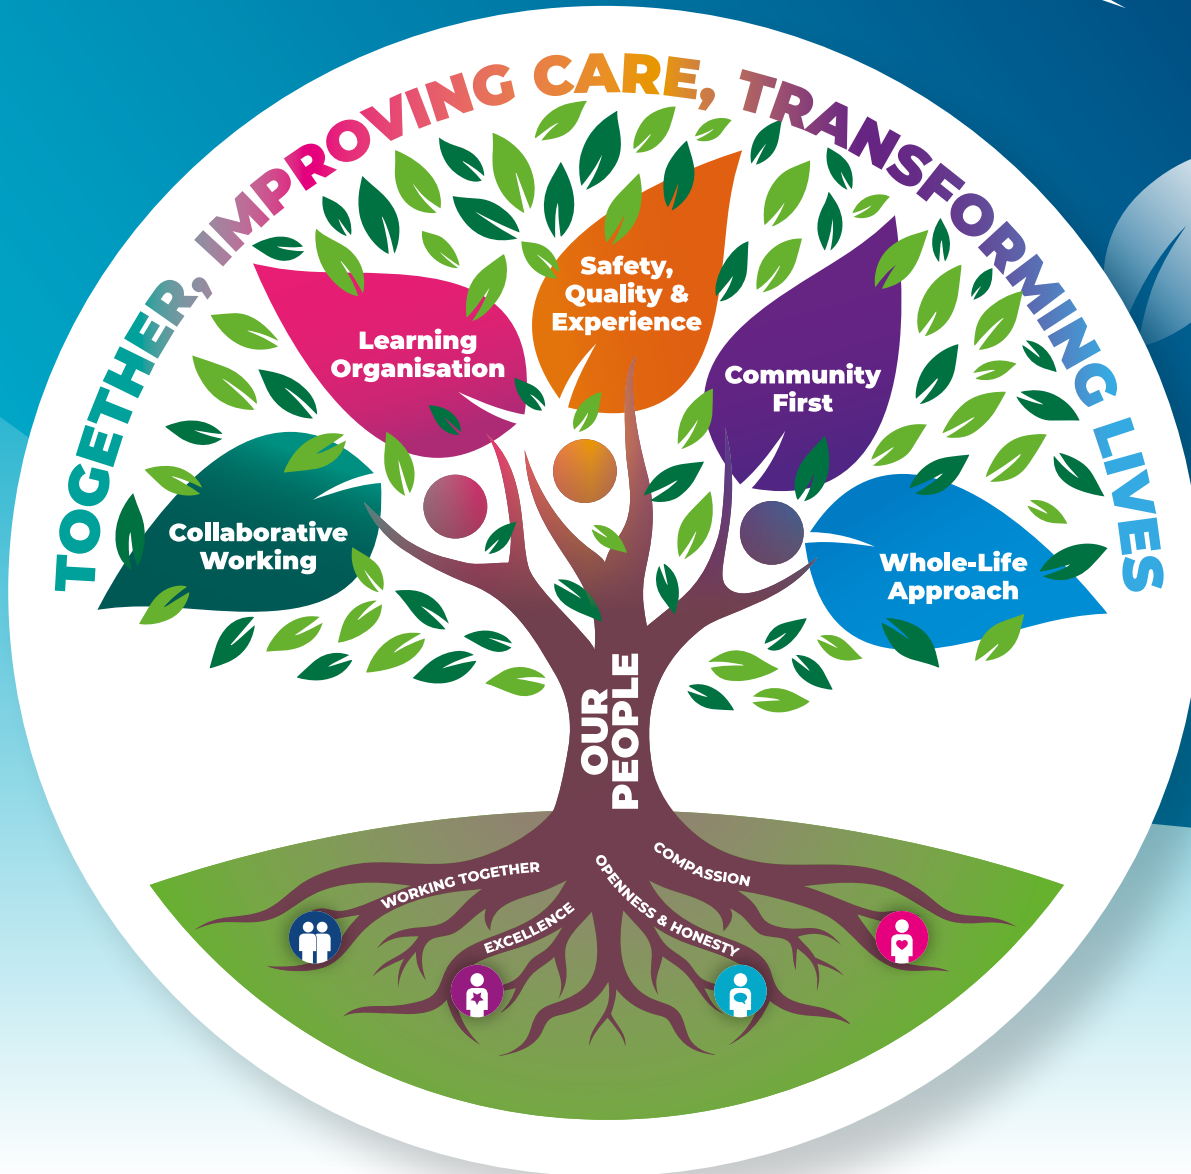 TOGETHER, IMPROVING CARE, TRANSFORMING LIVES
Safety,
Quality &
Experience
Learning
Organisation
Community
First
Collaborative
Working
Whole-Life
Approach
OUR
PEOPLE
WORKING TOGETHER
EXCELLENCE
OPENNESS & HONESTY
COMPASSION